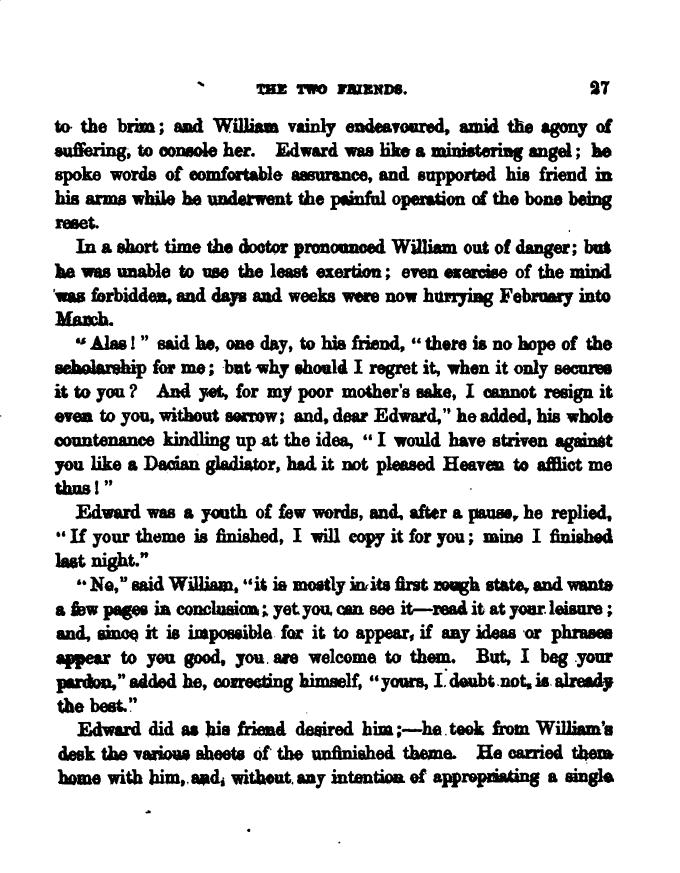 THE TWO FRIENDS. 27
to the brim; and William vainly endeavoured, amid the agony of
suffering, to console her. Edward was like a ministering angel; he
spoke words of comfortable assurance, and supported his friend in
his arms while he underwent the painful operation of the bone being
reset.
In a short time the doctor pronounced William out of danger; but
he was unable to use the least exertion; even exercise of the mind
was forbidden, and days and weeks were now hurrying February into
March.
“Alas!” said he, one day, to his friend, “there is no hope of the
scholarship for me; but why should I regret it, when it only secures
it to you? And yet, for my poor mother's sake, I cannot resign it
even to you, without sorrow; and, dear Edward,” he added, his whole
countenance kindling up at the idea, “I would have striven against
you like a Dacian gladiator, had it not pleased Heaven to afflict me
thus!”
Edward was a youth of few words, and, after a pause, he replied,
“If your theme is finished, I will copy it for you; mine I finished
last night.”
“No,” said William, “it is mostly in its first rough state, and wants
a few pages in conclusion; yet you can see it—read it at your leisure;
and, since it is impossible for it to appear, if any ideas or phrases
appear to you good, you are welcome to them. But, I beg your
pardon,” added he, correcting himself, “yours, I doubt not, is already
the best.”
Edward did as his friend desired him;—he took from William's
desk the various sheets of the unfinished theme. He carried them
home with him, and, without any intention of appropriating a single